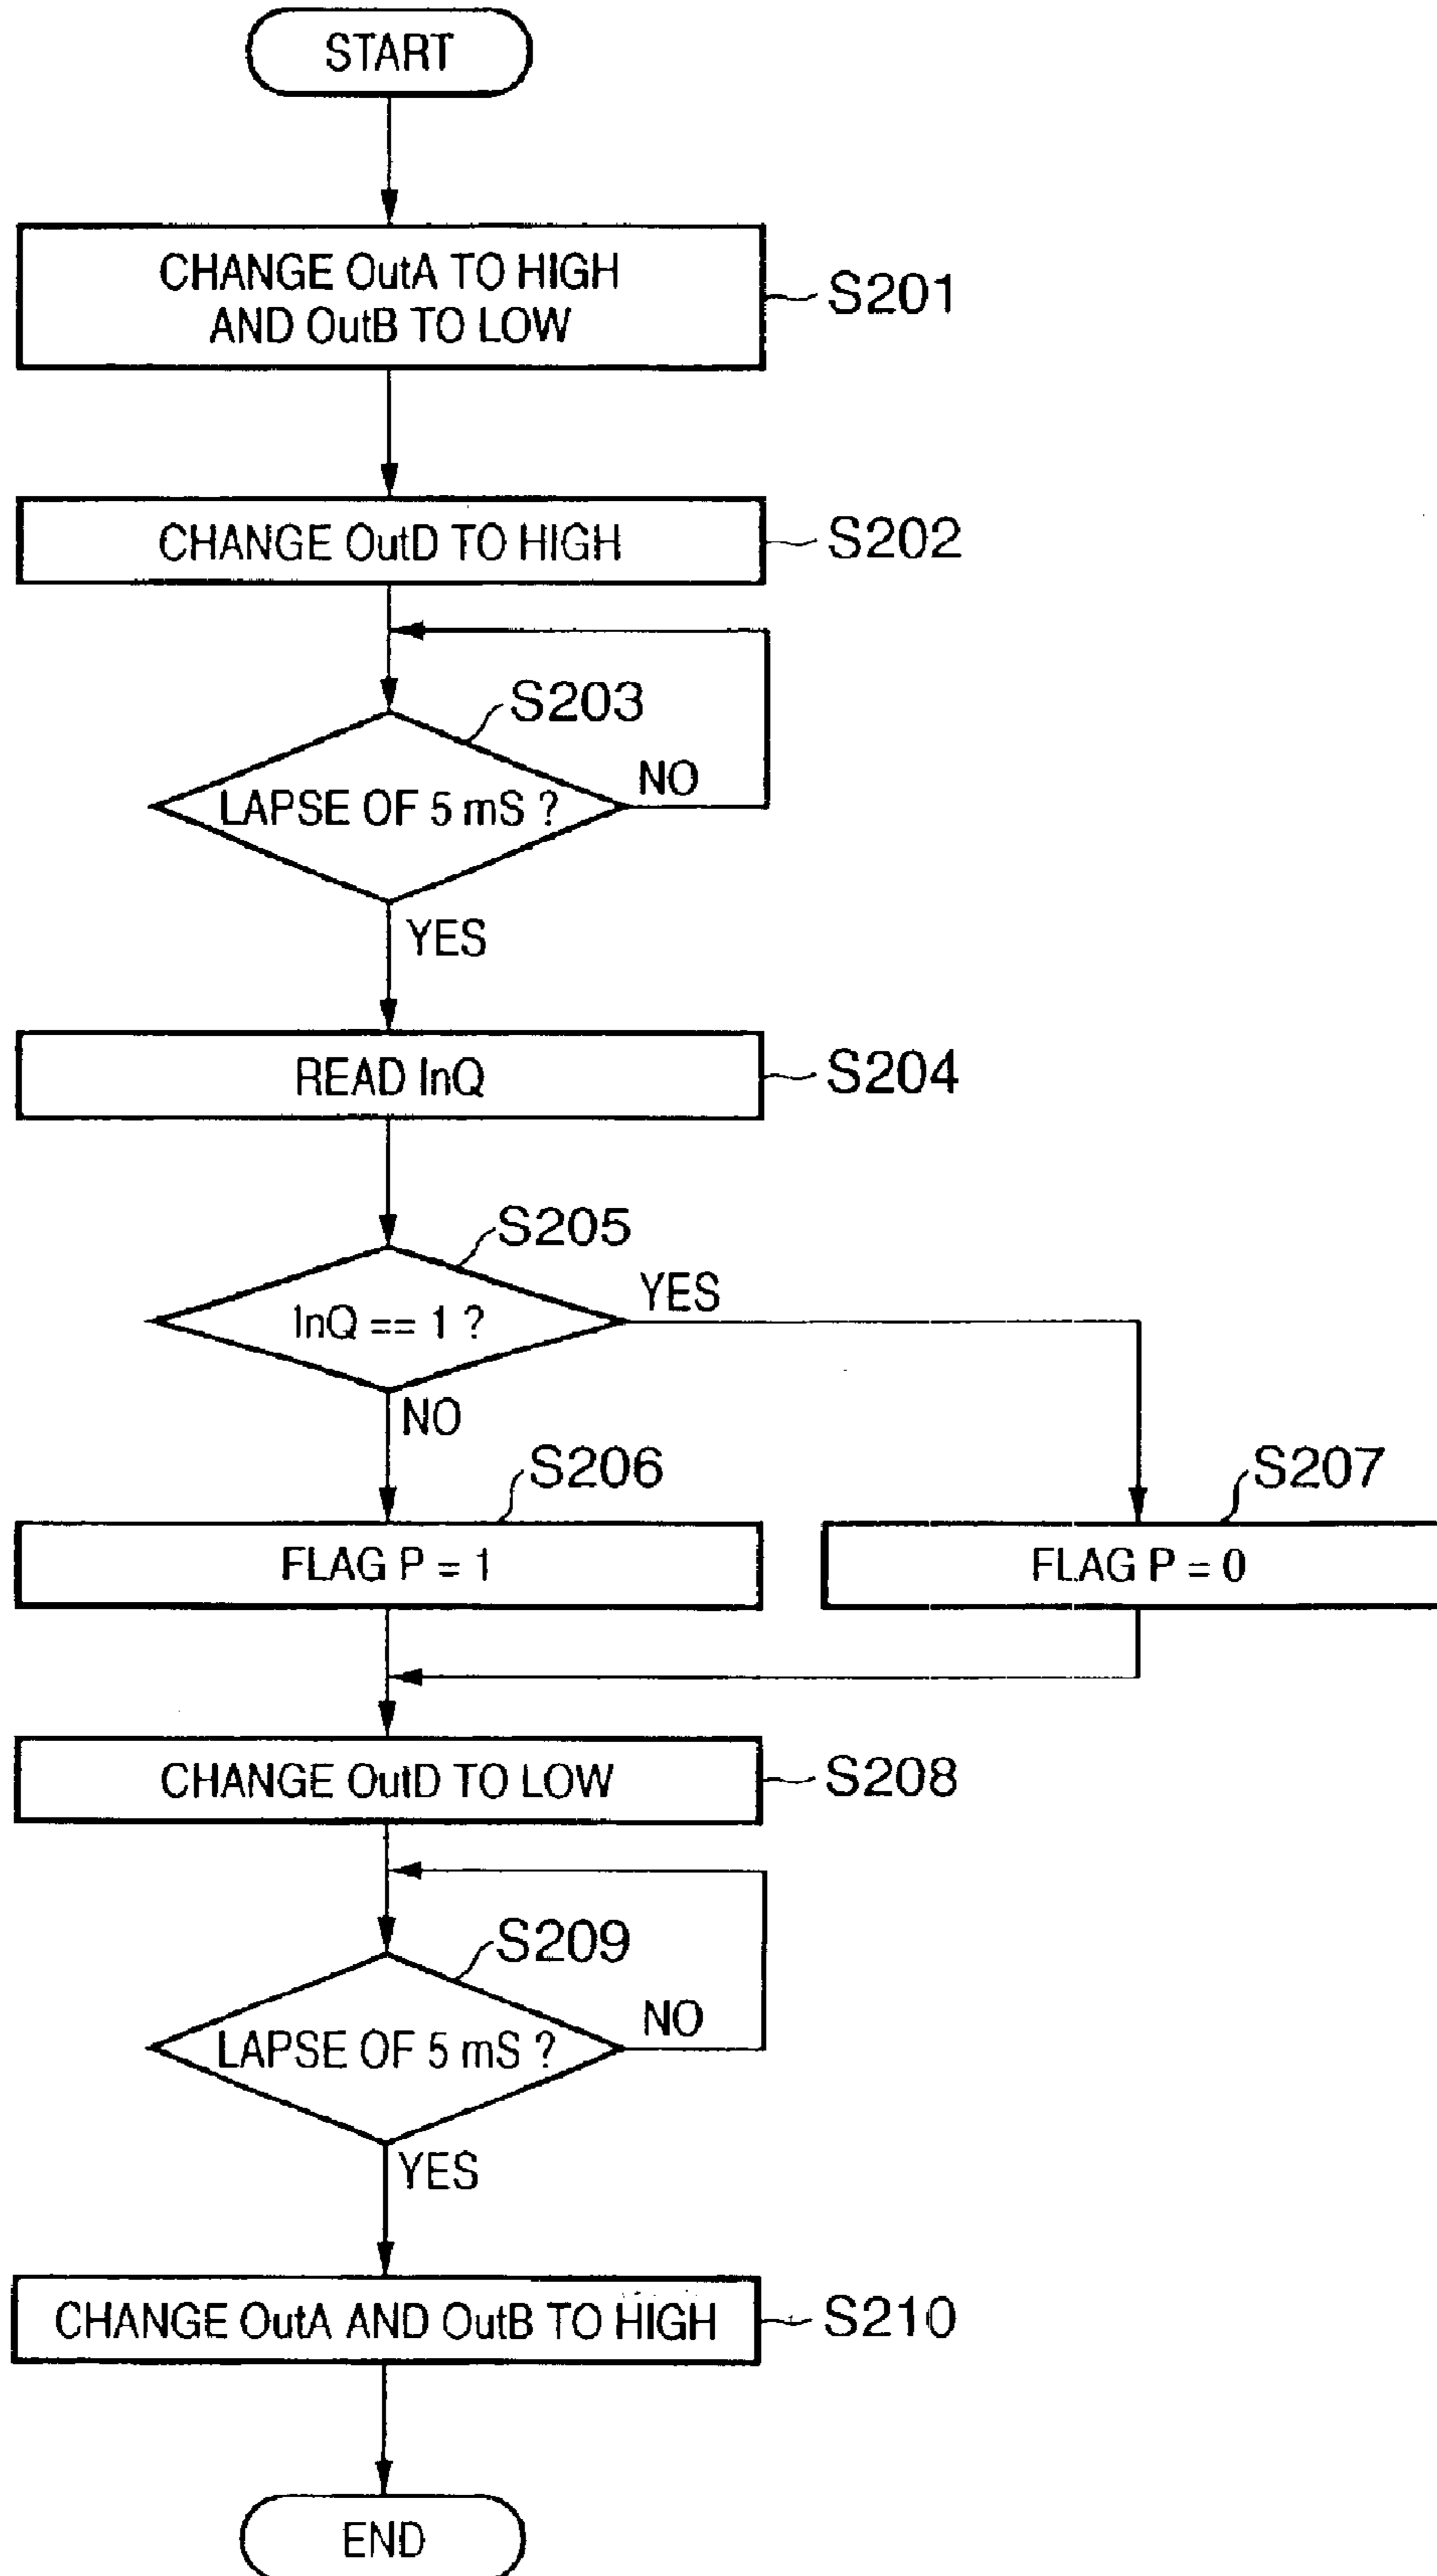 START
CHANGE OutA TO HIGH
AND OutB TO LOW
S201
CHANGE OutD TO HIGH
S202
S203
LAPSE OF 5 mS ?
NO
YES
READ InQ
S204
S205
InQ == 1 ?
YES
NO
S206
FLAG P = 1
S207
FLAG P = 0
CHANGE OutD TO LOW
S208
S209
LAPSE OF 5 mS ?
NO
YES
CHANGE OutA AND OutB TO HIGH
S210
END